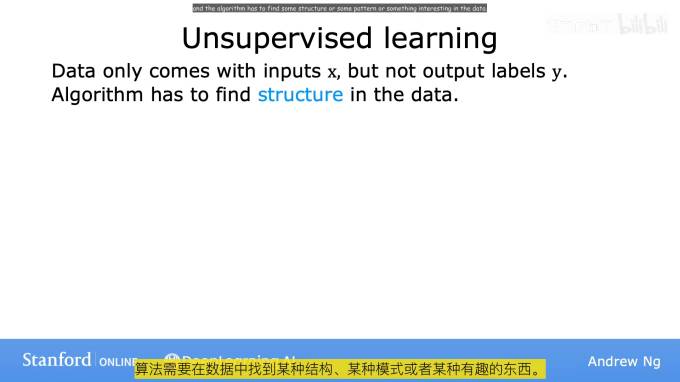 and the algorithm has to find some structure or some pattern or something interesting in the data.
bilibili
Unsupervised learning
Data only comes with inputs x, but not output labels y.
Algorithm has to find structure in the data.
Stanford ONLINE DeepLearning.AI
Andrew Ng
算法需要在数据中找到某种结构、某种模式或者某种有趣的东西。